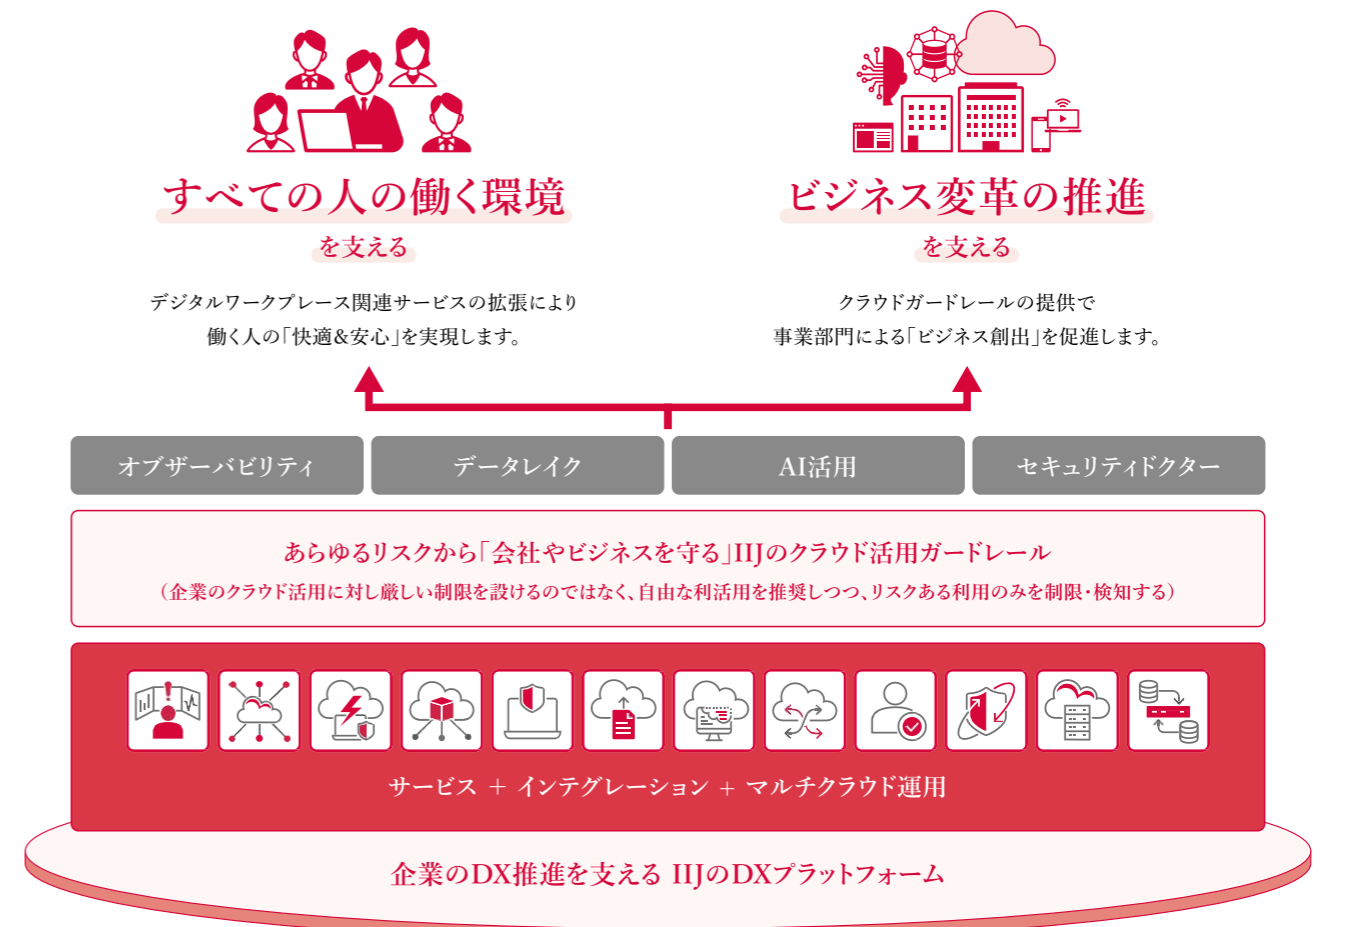 すべての人の働く環境
を支える
デジタルワークプレース関連サービスの拡張により
働く人の「快適&安心」を実現します。
ビジネス変革の推進
を支える
クラウドガードレールの提供で
事業部門による「ビジネス創出」を促進します。
オブザーバビリティ
データレイク
AI活用
セキュリティドクター
あらゆるリスクから「会社やビジネスを守る」IIJのクラウド活用ガードレール
（企業のクラウド活用に対し厳しい制限を設けるのではなく、自由な利活用を推奨しつつ、リスクある利用のみを制限・検知する）
サービス ＋ インテグレーション ＋ マルチクラウド運用
企業のDX推進を支える IIJのDXプラットフォーム